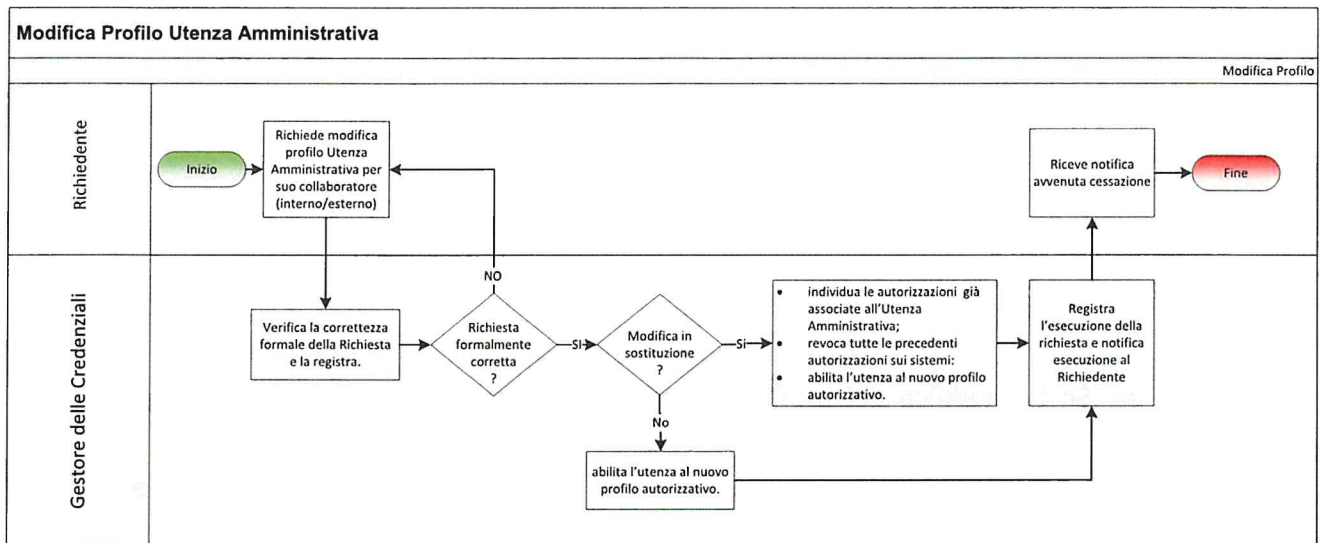 Modifica Profilo Utenza Amministrativa
Modifica Profilo
Richiedente
Inizio
Richiede modifica
profilo Utenza
Amministrativa per
suo collaboratore
(interno/esterno)
Riceve notifica
avvenuta cessazione
Fine
Gestore delle Credenziali
Verifica la correttezza
formale della Richiesta
e la registra.
NO
Richiesta
formalmente
corretta
?
SI
Modifica in
sostituzione
?
Si
• individua le autorizzazioni già
associate all'Utenza
Amministrativa;
• revoca tutte le precedenti
autorizzazioni sui sistemi:
• abilita l'utenza al nuovo profilo
autorizzativo.
Registra
l'esecuzione della
richiesta e notifica
esecuzione al
Richiedente
No
abilita l'utenza al nuovo
profilo autorizzativo.